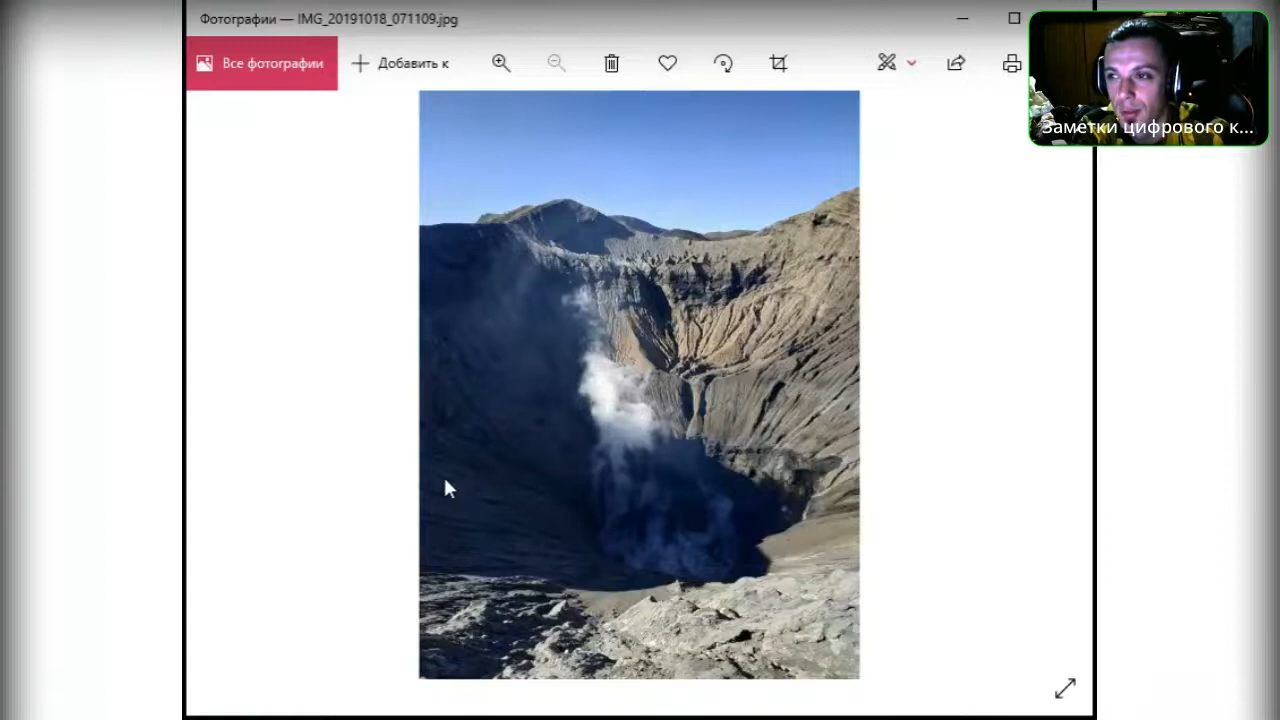 Фотографии — IMG_20191018_071109.jpg
Все фотографии
Добавить к
Заметки цифрового к...